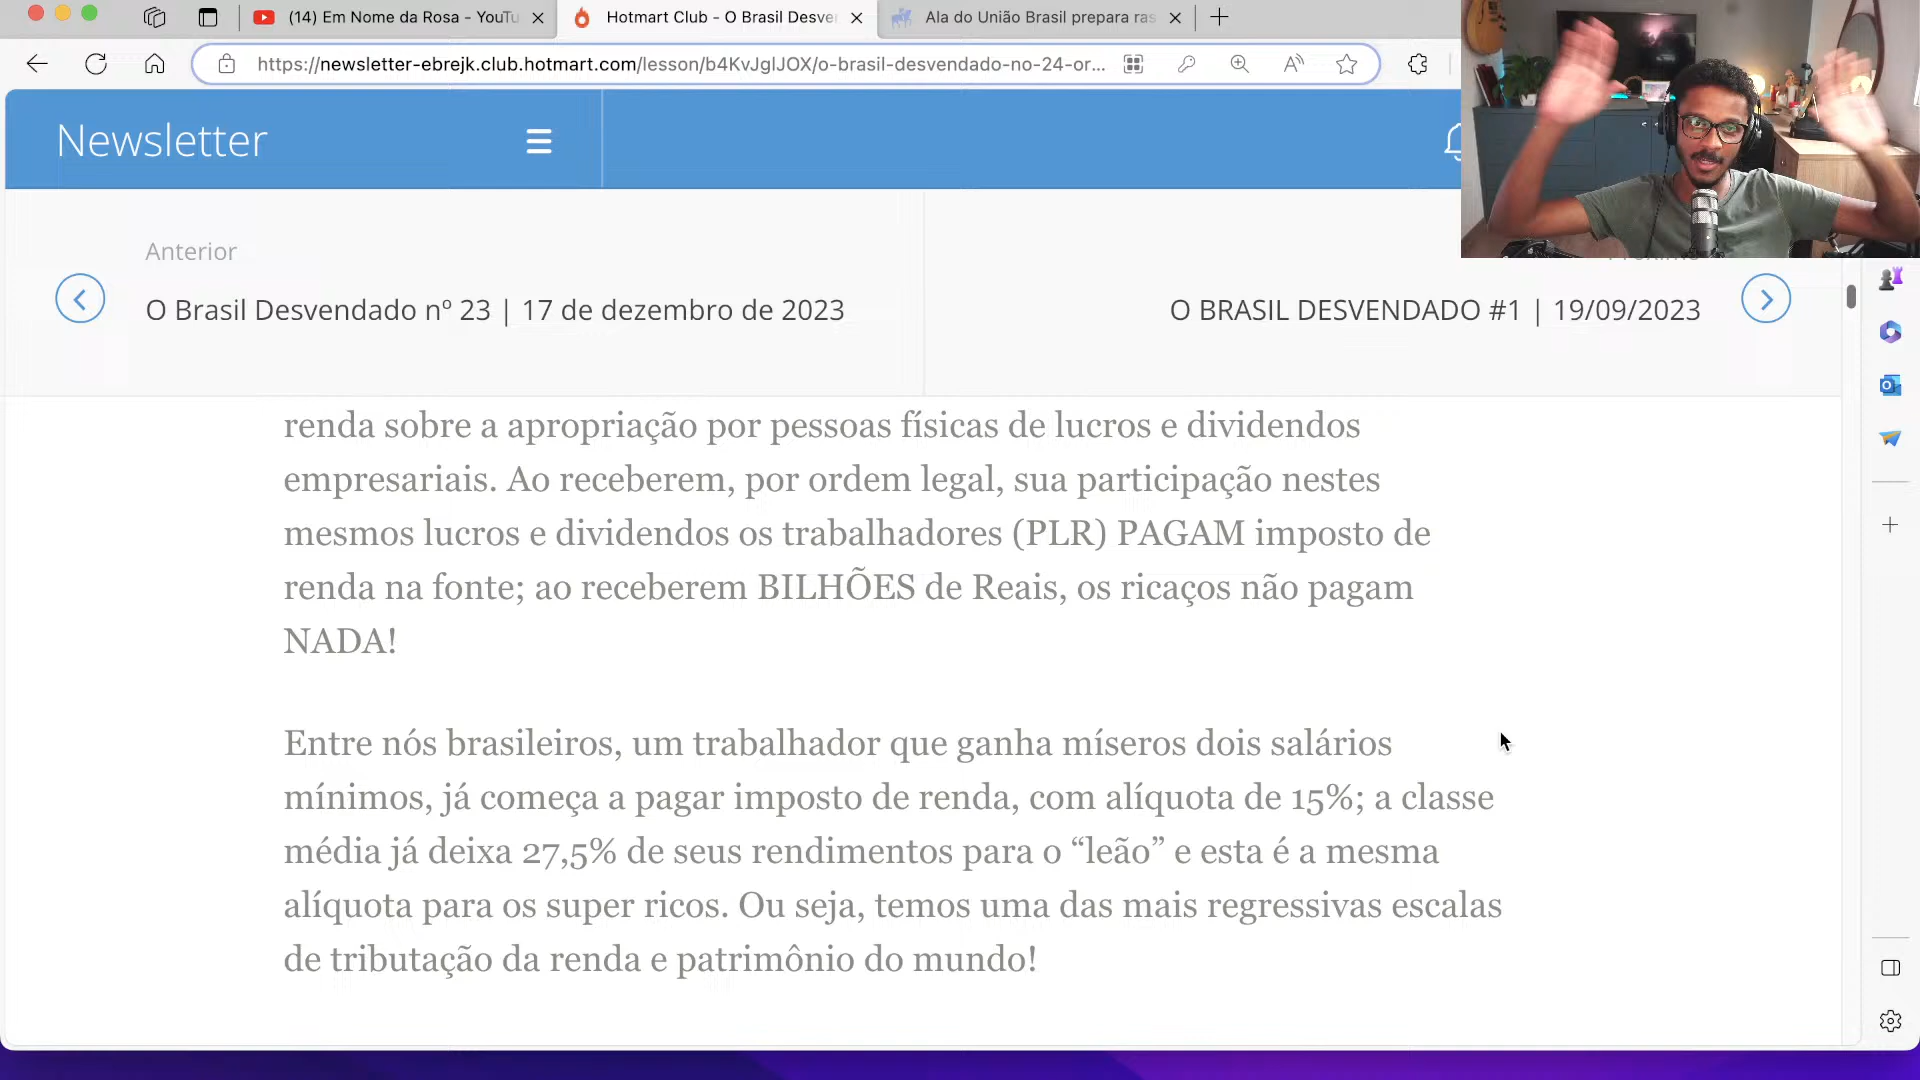 (14) Em Nome da Rosa - YouTu
Hotmart Club - O Brasil Desve
Ala do União Brasil prepara ras
https://newsletter-ebrejk.club.hotmart.com/lesson/b4KvJglJOX/o-brasil-desvendado-no-24-or...
Newsletter
Anterior
O Brasil Desvendado nº 23 | 17 de dezembro de 2023
O BRASIL DESVENDADO #1 | 19/09/2023
renda sobre a apropriação por pessoas físicas de lucros e dividendos
empresariais. Ao receberem, por ordem legal, sua participação nestes
mesmos lucros e dividendos os trabalhadores (PLR) PAGAM imposto de
renda na fonte; ao receberem BILHÕES de Reais, os ricaços não pagam
NADA!
Entre nós brasileiros, um trabalhador que ganha míseros dois salários
mínimos, já começa a pagar imposto de renda, com alíquota de 15%; a classe
média já deixa 27,5% de seus rendimentos para o “leão” e esta é a mesma
alíquota para os super ricos. Ou seja, temos uma das mais regressivas escalas
de tributação da renda e patrimônio do mundo!